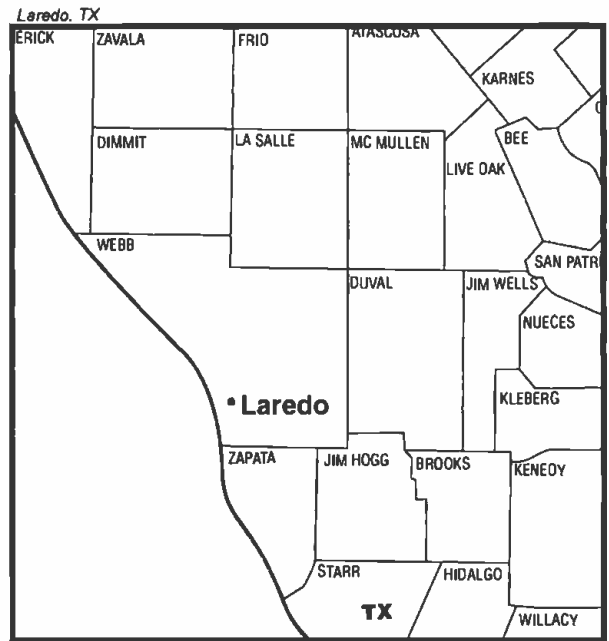 Laredo, TX
ERICK
ZAVALA
FRIO
ATASCOSA
KARNES
DIMMIT
LA SALLE
MC MULLEN
BEE
LIVE OAK
WEBB
SAN PATRI
DUVAL
JIM WELLS
NUECES
Laredo
KLEBERG
ZAPATA
JIM HOGG
BROOKS
KENEDY
STARR
HIDALGO
TX
WILLACY